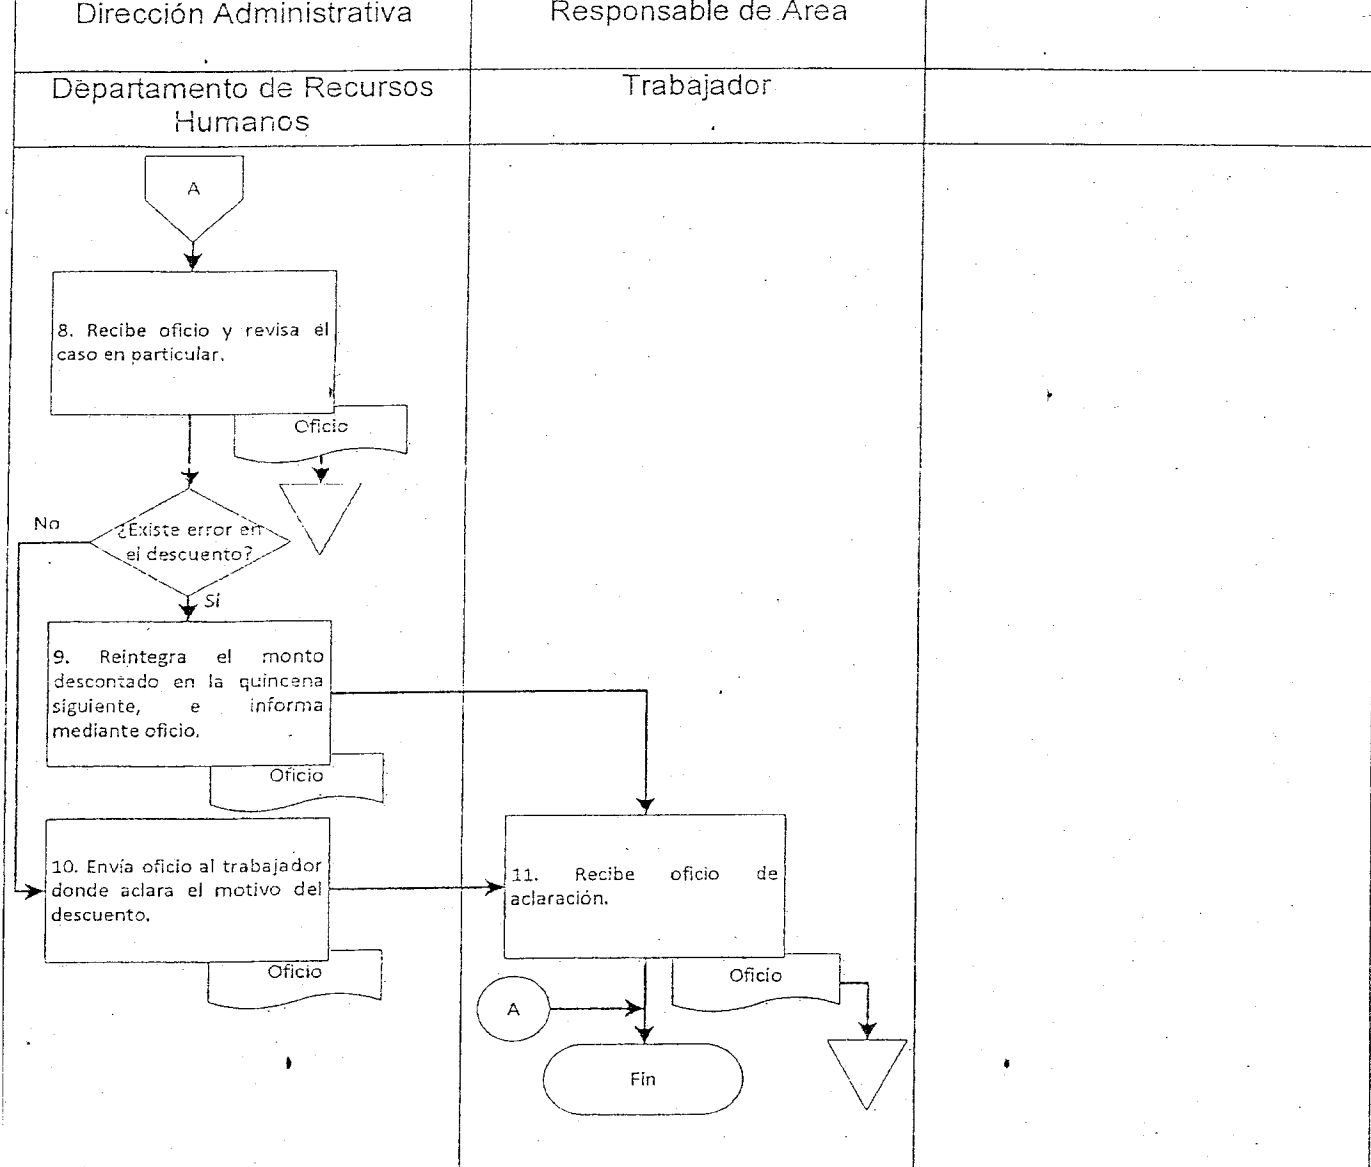 Dirección Administrativa
Responsable de Área
Departamento de Recursos
Humanos
Trabajador
A
8. Recibe oficio y revisa el
caso en particular.
Oficio
No
¿Existe error en
el descuento?
Sí
9. Reintegra el monto
descontado en la quincena
siguiente, e informa
mediante oficio.
Oficio
10. Envía oficio al trabajador
donde aclara el motivo del
descuento.
Oficio
11. Recibe oficio de
aclaración.
Oficio
A
Fin